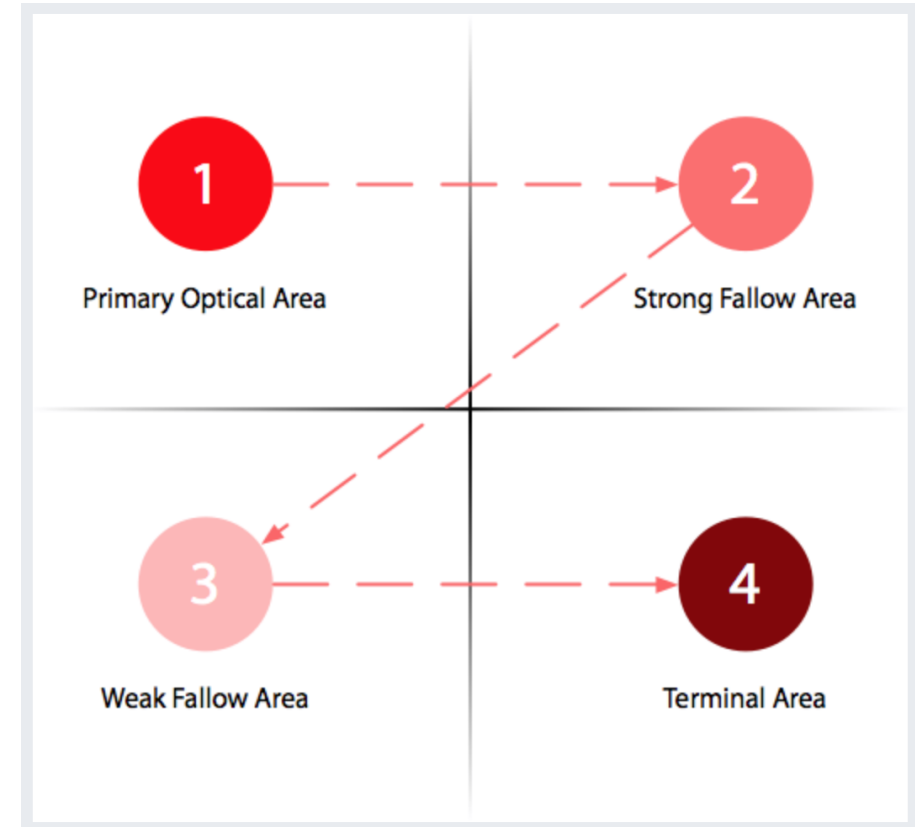 1
2
Primary Optical Area
Strong Fallow Area
3
4
Weak Fallow Area
Terminal Area